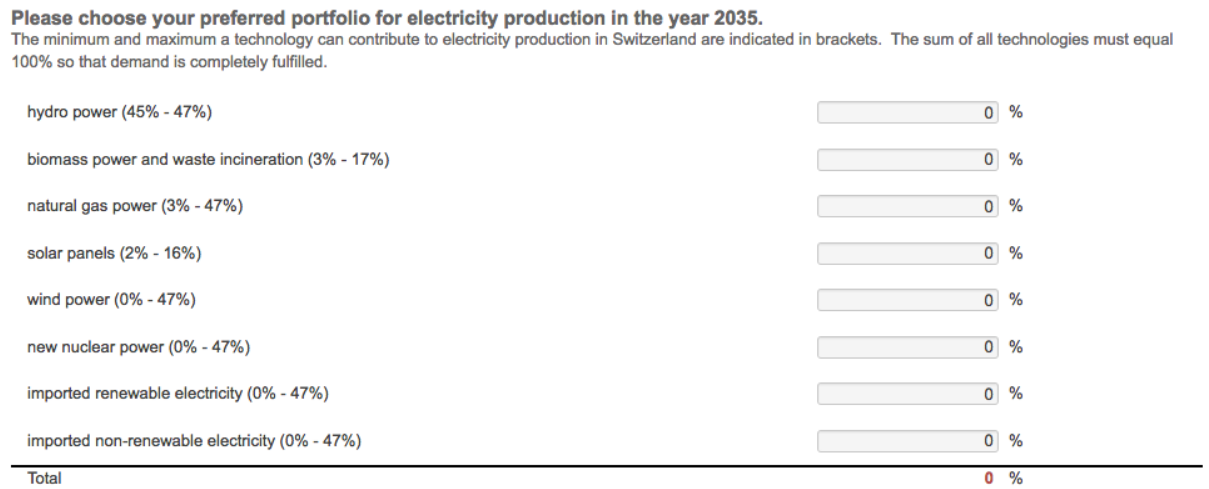 Please choose your preferred portfolio for electricity production in the year 2035.
The minimum and maximum a technology can contribute to electricity production in Switzerland are indicated in brackets.  The sum of all technologies must equal
100% so that demand is completely fulfilled.
hydro power (45% - 47%) 0 %
biomass power and waste incineration (3% - 17%) 0 %
natural gas power (3% - 47%) 0 %
solar panels (2% - 16%) 0 %
wind power (0% - 47%) 0 %
new nuclear power (0% - 47%) 0 %
imported renewable electricity (0% - 47%) 0 %
imported non-renewable electricity (0% - 47%) 0 %
Total 0 %